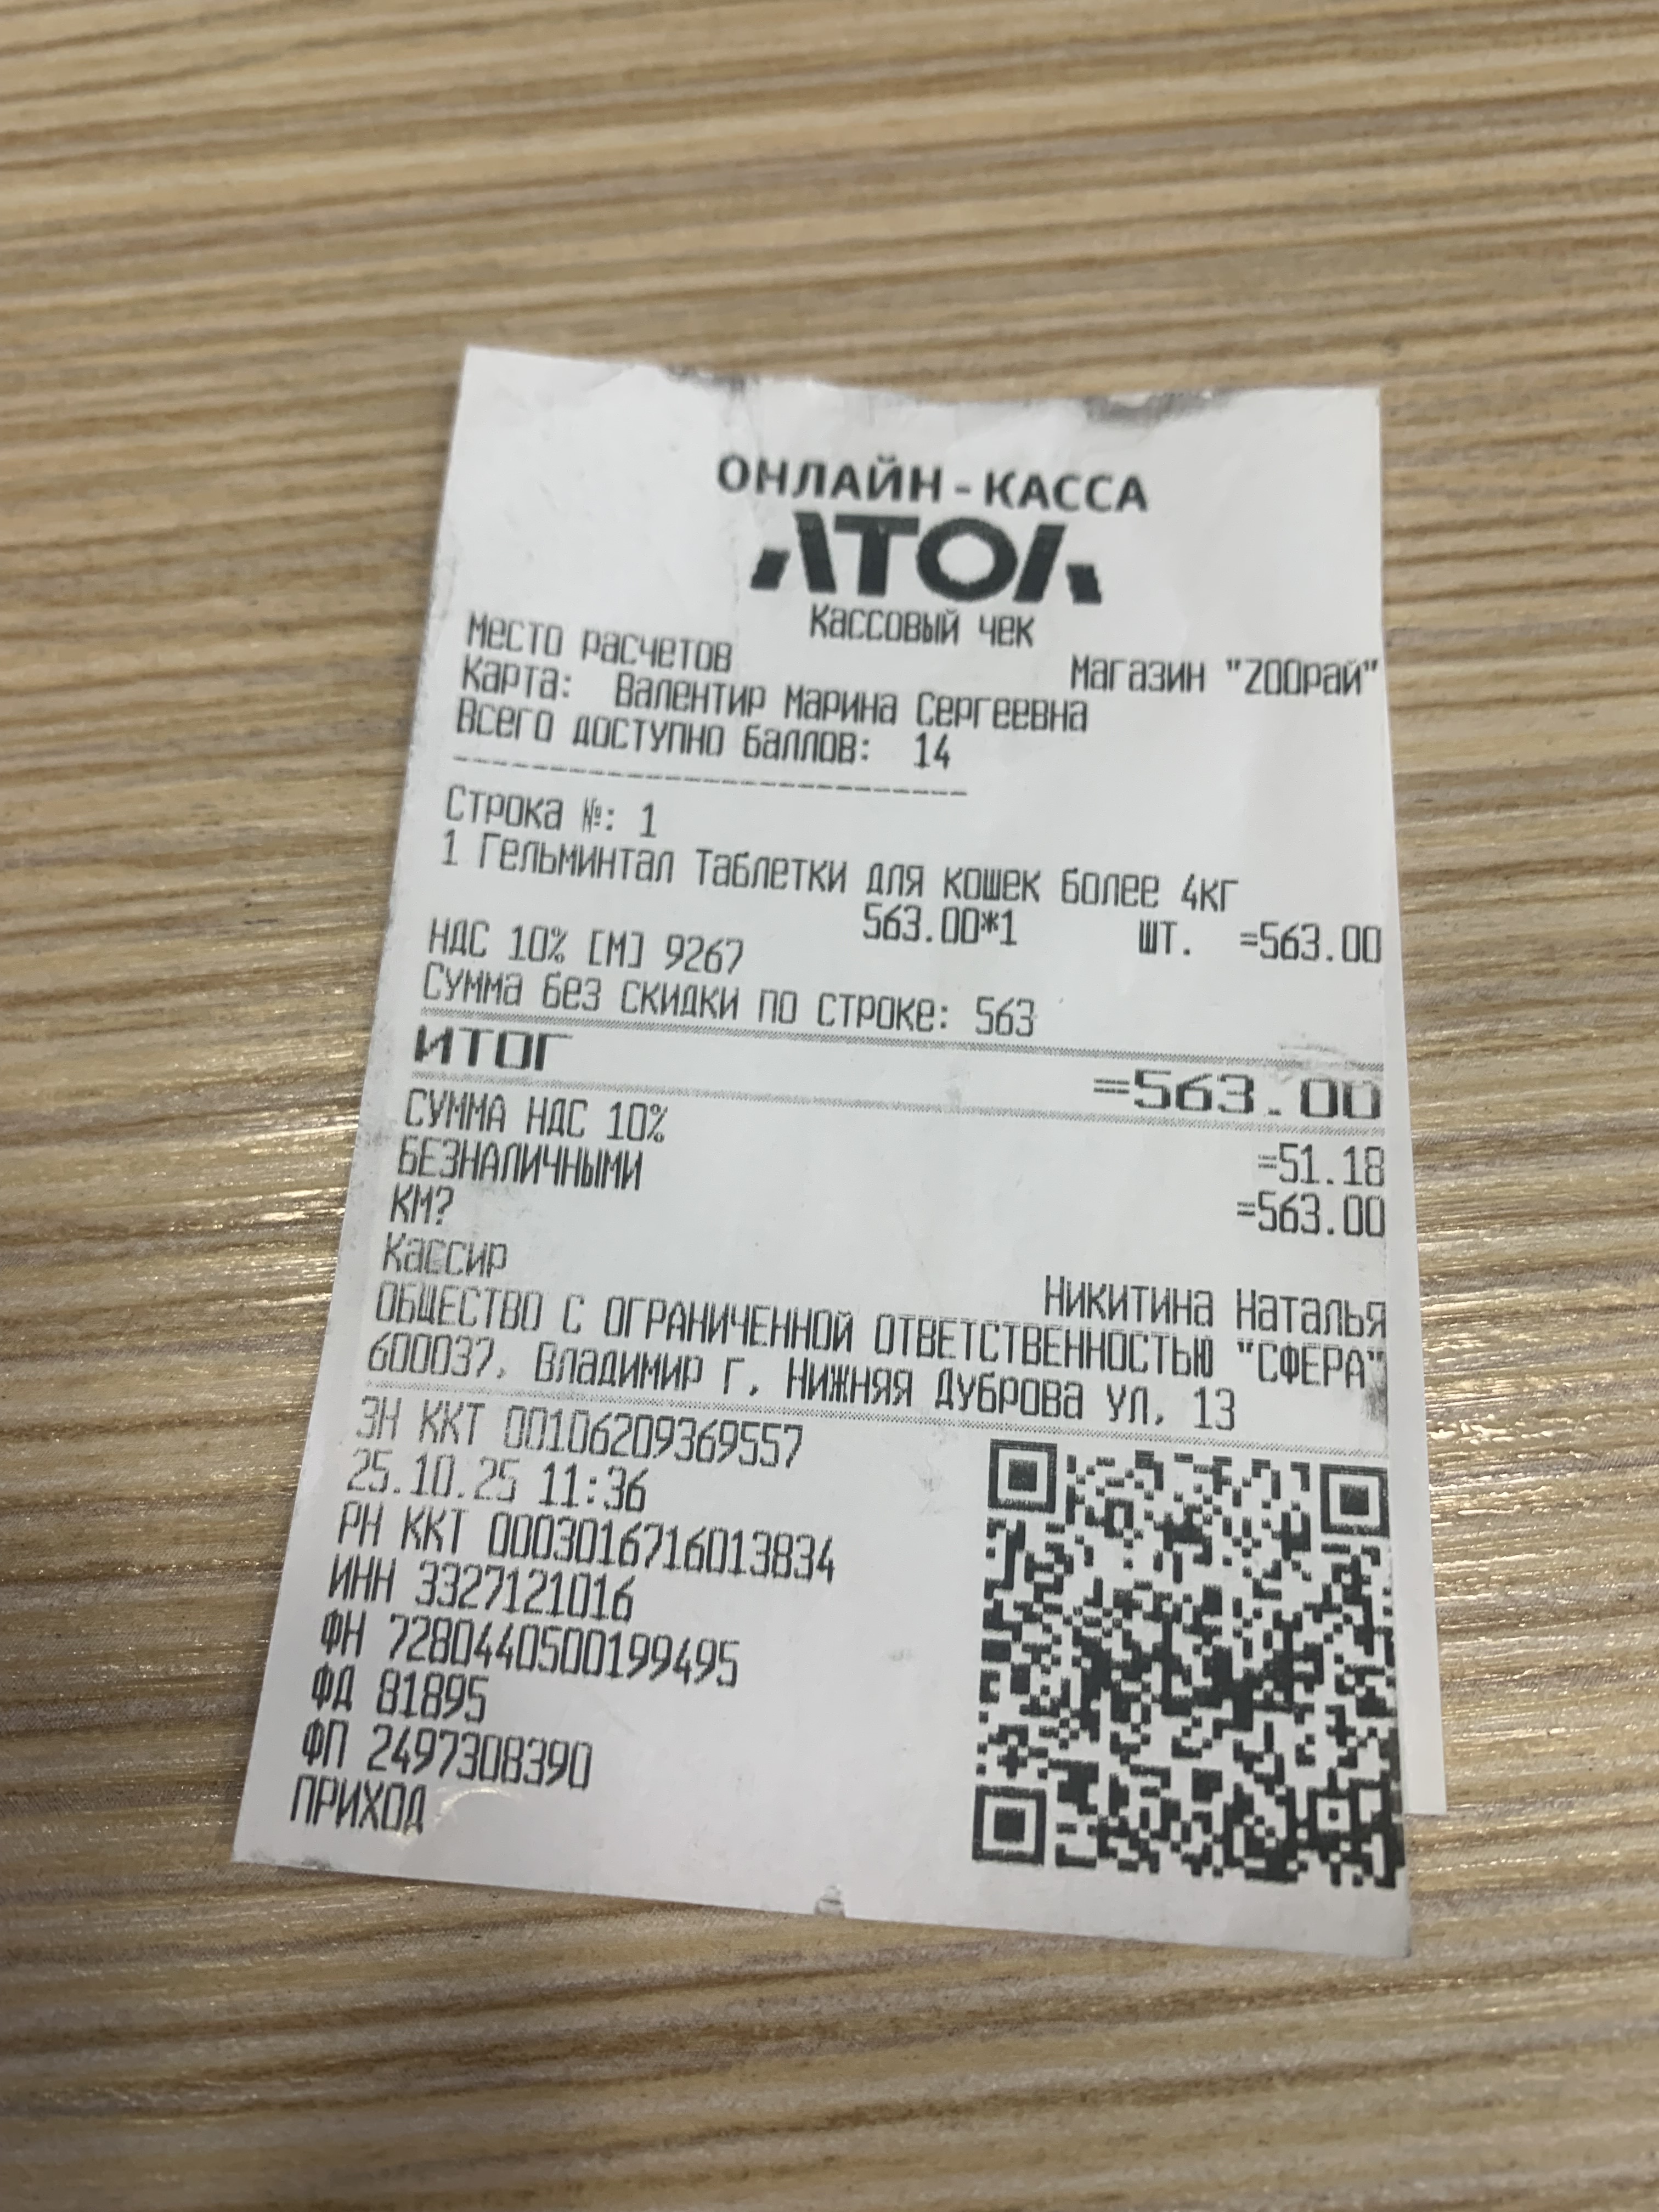 ОНЛАЙН-КАССА
АТОЛ
Кассовый чек
Место расчетов Магазин "ZООрай"
Карта: Валентир Марина Сергеевна
Всего доступно баллов: 14
--------------------------------
Строка №: 1
1 Гельминтал Таблетки для кошек более 4кг
563.00*1 шт. =563.00
НДС 10% [М] 9267
Сумма без скидки по строке: 563
ИТОГ =563.00
СУММА НДС 10% =51.18
БЕЗНАЛИЧНЫМИ =563.00
КМ?
Кассир Никитина Наталья
ОБЩЕСТВО С ОГРАНИЧЕННОЙ ОТВЕТСТВЕННОСТЬЮ "СФЕРА"
600037, Владимир г, Нижняя Дуброва ул, 13
ЗН ККТ 00106209369557
25.10.25 11:36
РН ККТ 0003016716013834
ИНН 3327121016
ФН 7280440500199495
ФД 81895
ФП 2497308390
ПРИХОД